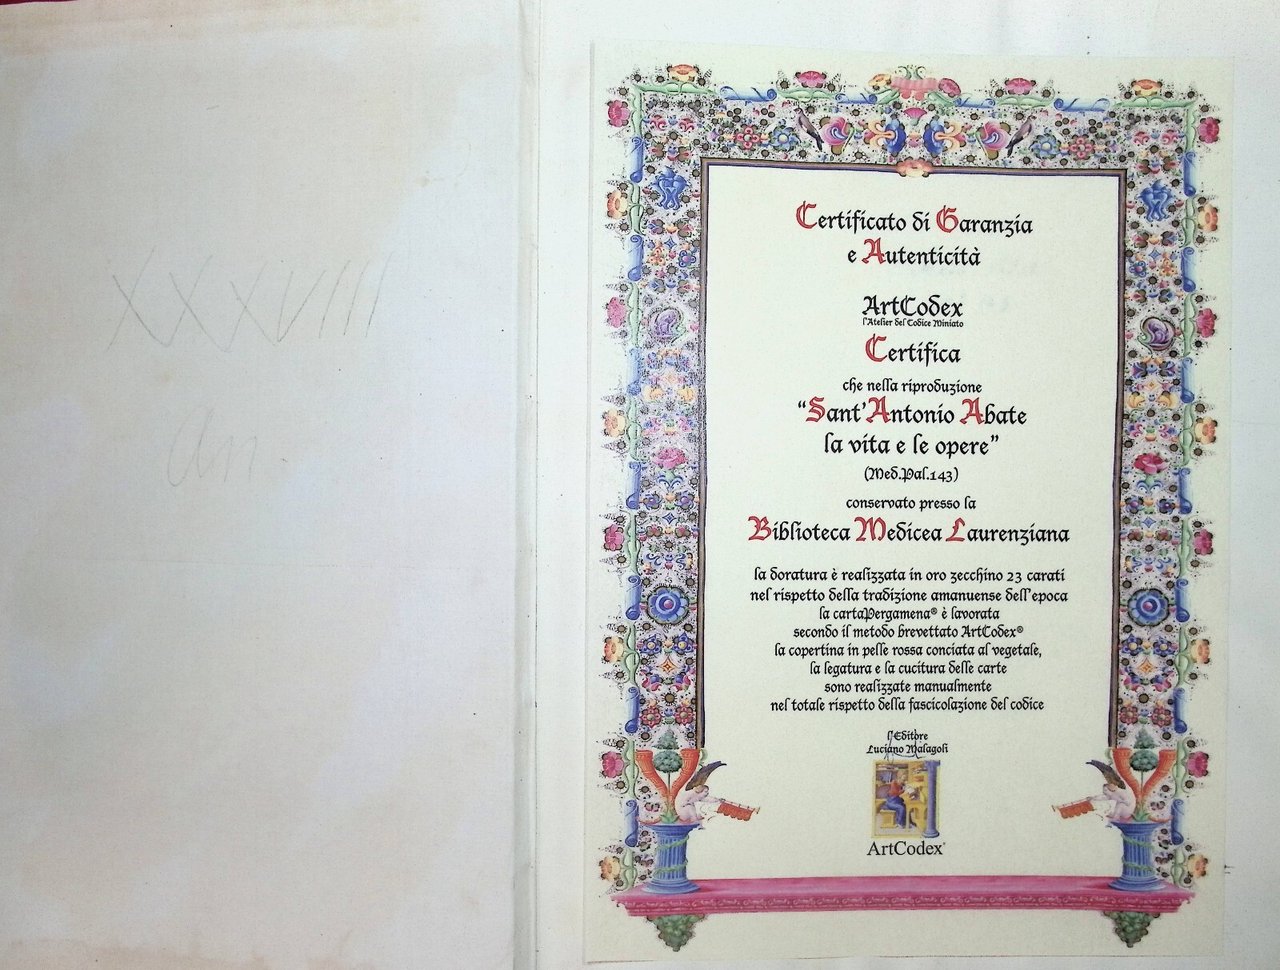 XXXVIII
Certificato di Garanzia
e Autenticità
ArtCodex
l'Atelier del Codice Miniato
Certifica
che nella riproduzione
“Sant'Antonio Abate
la vita e le opere”
(Med.Pal.143)
conservato presso la
Biblioteca Medicea Laurenziana
la doratura è realizzata in oro zecchino 23 carati
nel rispetto della tradizione amanuense dell'epoca
la cartaPergamena® è lavorata
secondo il metodo brevettato ArtCodex®
la copertina in pelle rossa conciata al vegetale,
la legatura e la cucitura delle carte
sono realizzate manualmente
nel totale rispetto della fascicolazione del codice
l'Editore
Luciano Malagoli
ArtCodex®